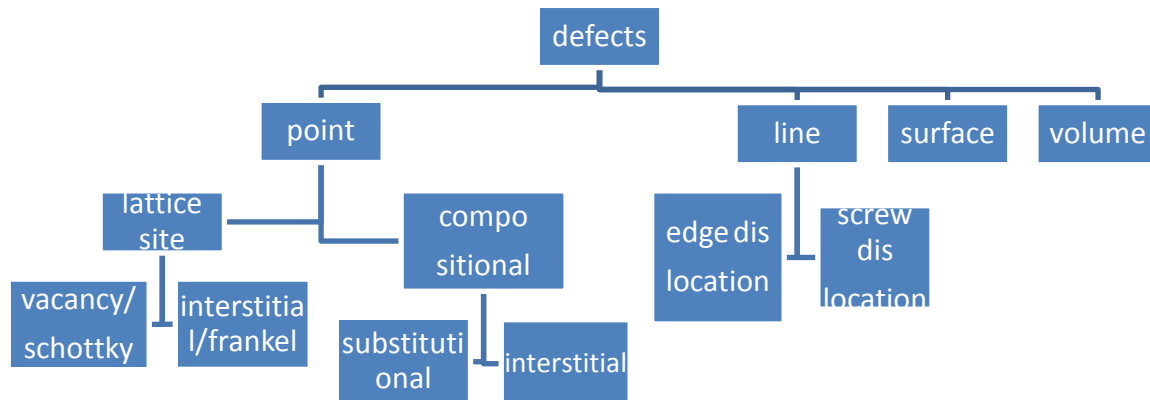 defects
point
line
surface
volume
lattice
site
compo
sitional
edge dis
location
screw
dis
location
vacancy/
schottky
interstitia
l/frankel
substituti
onal
interstitial